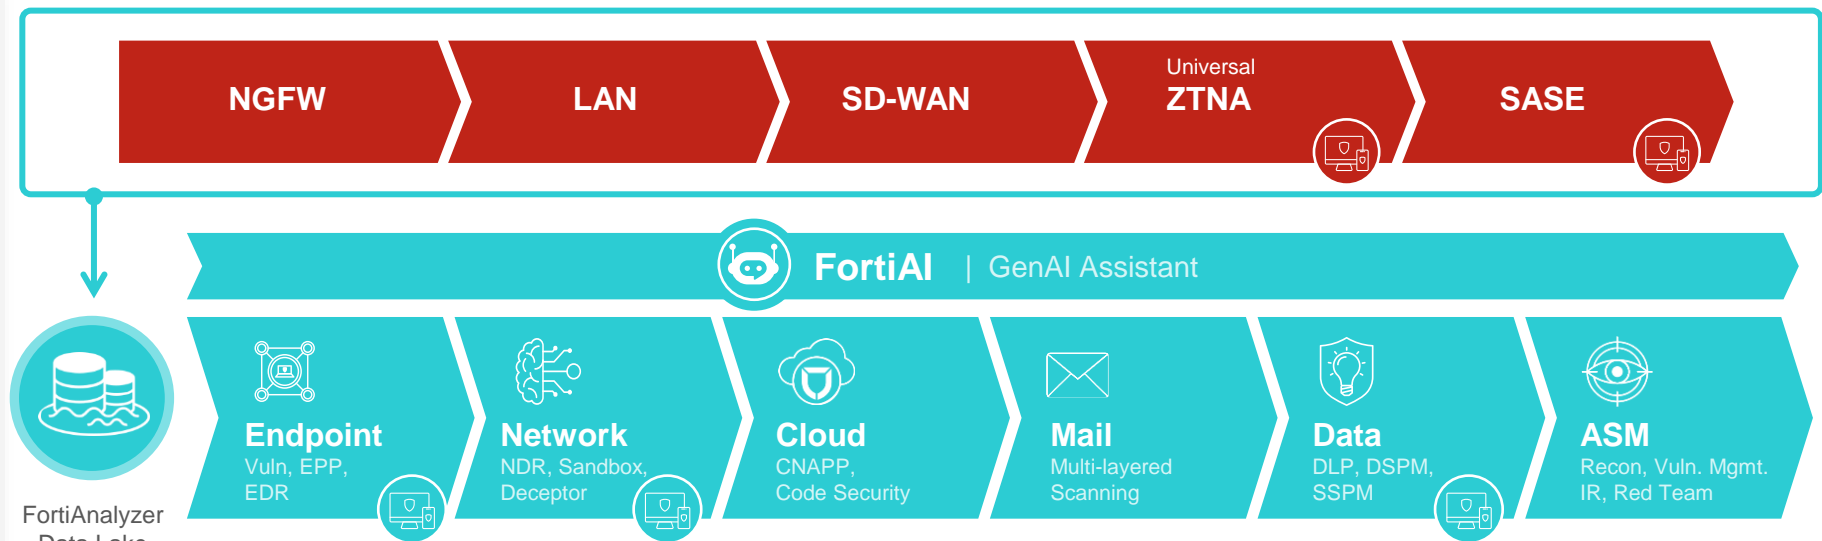 NGFW
LAN
SD-WAN
Universal
ZTNA
SASE
FortiAI | GenAI Assistant
Endpoint
Vuln, EPP,
EDR
Network
NDR, Sandbox,
Deceptor
Cloud
CNAPP,
Code Security
Mail
Multi-layered
Scanning
Data
DLP, DSPM,
SSPM
ASM
Recon, Vuln. Mgmt.
IR, Red Team
FortiAnalyzer
Data Lake